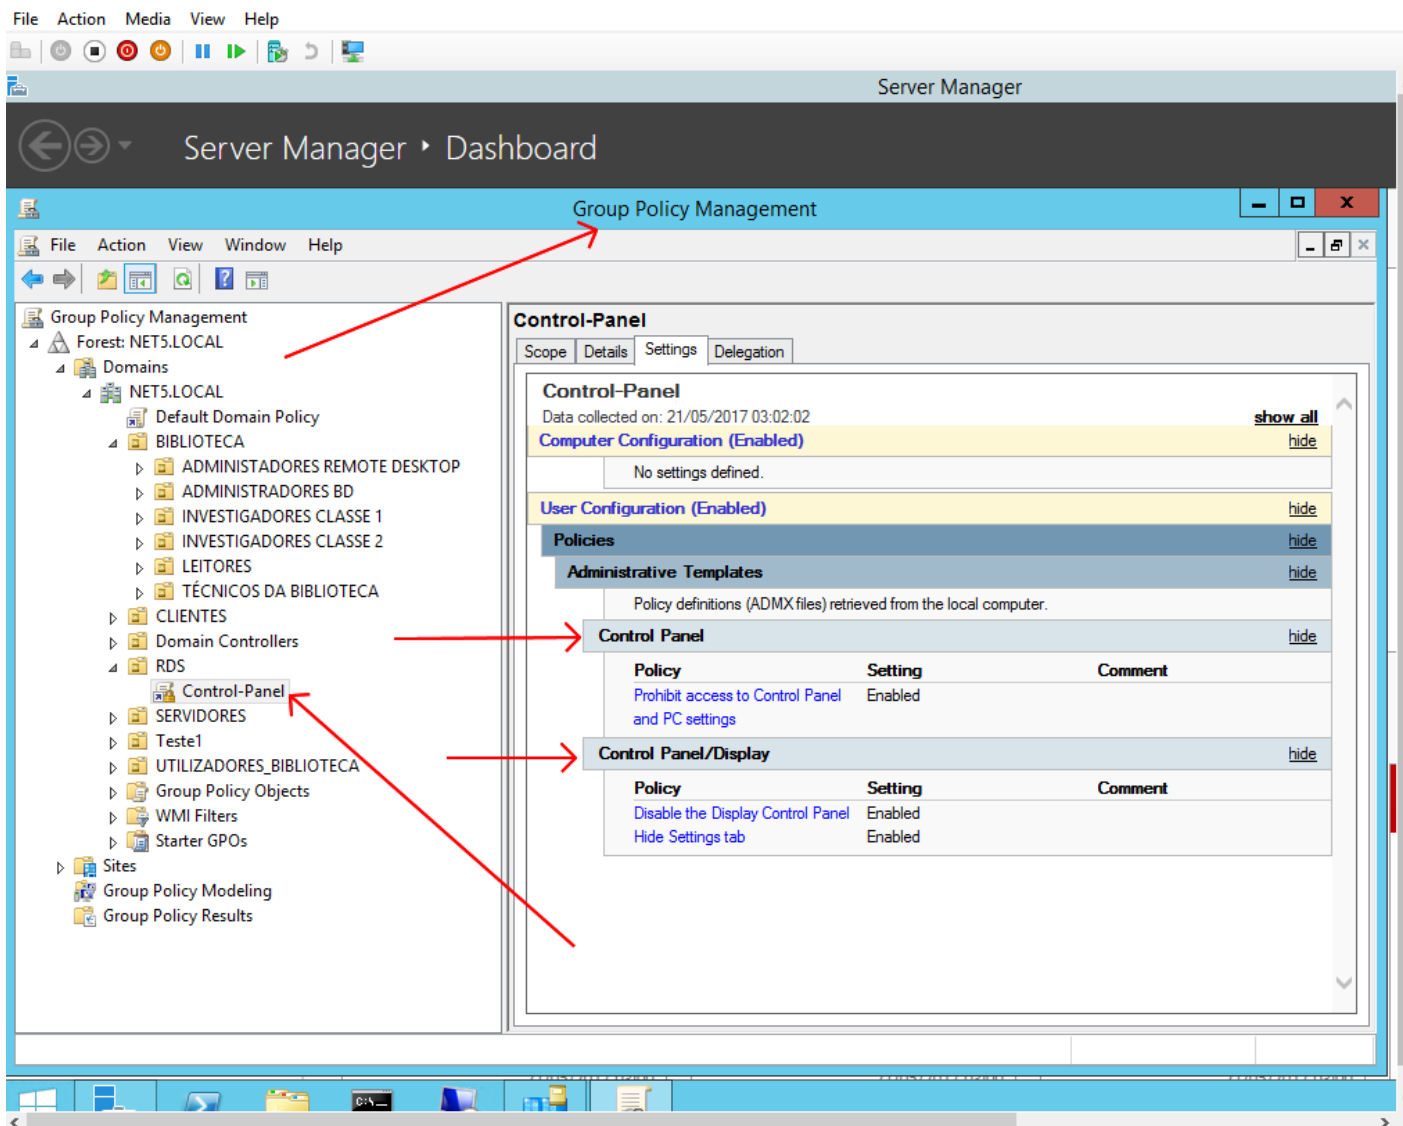 File Action Media View Help
Server Manager
Server Manager ‣ Dashboard
Group Policy Management
File Action View Window Help
Group Policy Management
Forest: NET5.LOCAL
Domains
NET5.LOCAL
Default Domain Policy
BIBLIOTECA
ADMINISTADORES REMOTE DESKTOP
ADMINISTRADORES BD
INVESTIGADORES CLASSE 1
INVESTIGADORES CLASSE 2
LEITORES
TÉCNICOS DA BIBLIOTECA
CLIENTES
Domain Controllers
RDS
Control-Panel
SERVIDORES
Teste1
UTILIZADORES_BIBLIOTECA
Group Policy Objects
WMI Filters
Starter GPOs
Sites
Group Policy Modeling
Group Policy Results
Control-Panel
Scope Details Settings Delegation
Control-Panel
Data collected on: 21/05/2017 03:02:02 show all
Computer Configuration (Enabled) hide
No settings defined.
User Configuration (Enabled) hide
Policies hide
Administrative Templates hide
Policy definitions (ADMX files) retrieved from the local computer.
Control Panel hide
Policy Setting Comment
Prohibit access to Control Panel Enabled
and PC settings
Control Panel/Display hide
Policy Setting Comment
Disable the Display Control Panel Enabled
Hide Settings tab Enabled